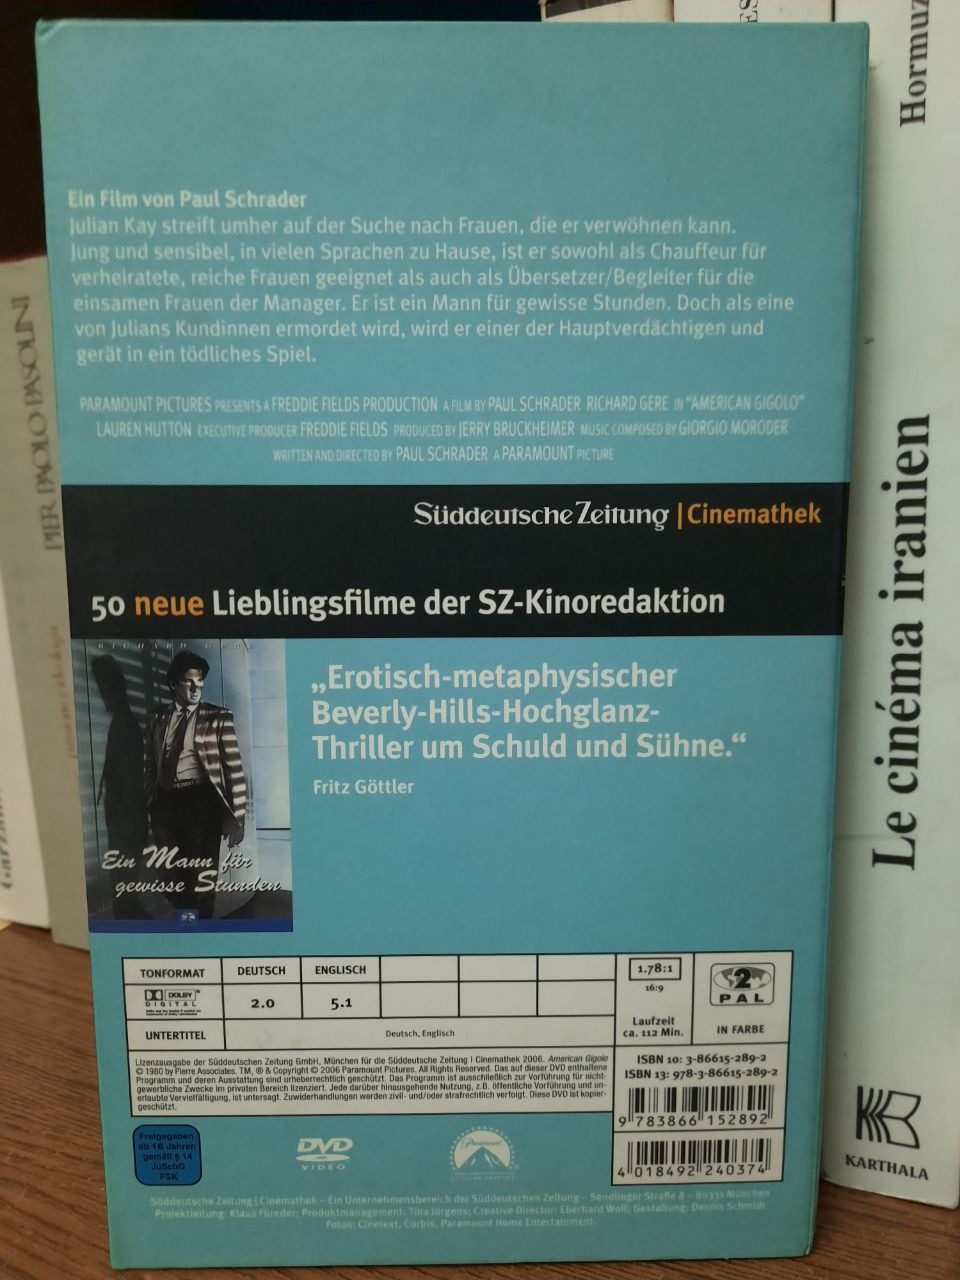 Ein Film von Paul Schrader
Julian Kay streift umher auf der Suche nach Frauen, die er verwöhnen kann.
Jung und sensibel, in vielen Sprachen zu Hause, ist er sowohl als Chauffeur für
verheiratete, reiche Frauen geeignet als auch als Übersetzer/Begleiter für die
einsamen Frauen der Manager. Er ist ein Mann für gewisse Stunden. Doch als eine
von Julians Kundinnen ermordet wird, wird er einer der Hauptverdächtigen und
gerät in ein tödliches Spiel.
PARAMOUNT PICTURES PRESENTS A FREDDIE FIELDS PRODUCTION A FILM BY PAUL SCHRADER RICHARD GERE IN "AMERICAN GIGOLO"
LAUREN HUTTON EXECUTIVE PRODUCER FREDDIE FIELDS PRODUCED BY JERRY BRUCKHEIMER MUSIC COMPOSED BY GIORGIO MORODER
WRITTEN AND DIRECTED BY PAUL SCHRADER A PARAMOUNT PICTURE
Süddeutsche Zeitung | Cinemathek
50 neue Lieblingsfilme der SZ-Kinoredaktion
RICHARD GERE
Ein Mann für
gewisse Stunden
„Erotisch-metaphysischer
Beverly-Hills-Hochglanz-
Thriller um Schuld und Sühne.“
Fritz Göttler
TONFORMAT DEUTSCH ENGLISCH
DOLBY DIGITAL 2.0 5.1
UNTERTITEL Deutsch, Englisch
1.78:1
16:9
Laufzeit
ca. 112 Min.
2
PAL
IN FARBE
Lizenzausgabe der Süddeutschen Zeitung GmbH, München für die Süddeutsche Zeitung | Cinemathek 2006. American Gigolo
© 1980 by Pierre Associates. TM, ® & Copyright © 2006 Paramount Pictures. All Rights Reserved. Das auf dieser DVD enthaltene
Programm und deren Ausstattung sind urheberrechtlich geschützt. Das Programm ist ausschließlich zur Vorführung für nicht-
gewerbliche Zwecke im privaten Bereich lizenziert. Jede darüber hinausgehende Nutzung, z.B. öffentliche Vorführung und un-
erlaubte Vervielfältigung, ist untersagt. Zuwiderhandlungen werden zivil- und/oder strafrechtlich verfolgt. Diese DVD ist kopier-
geschützt.
ISBN 10: 3-86615-289-2
ISBN 13: 978-3-86615-289-2
9 783866 152892
4 018492 240374
Freigegeben
ab 16 Jahren
gemäß § 14
JuSchG
FSK
DVD
VIDEO
Paramount
Süddeutsche Zeitung | Cinemathek – Ein Unternehmensbereich der Süddeutschen Zeitung – Sendlinger Straße 8 – 80331 München
Projektleitung: Klaus Füreder; Produktmanagement: Tina Jürgens; Creative Director: Eberhard Wolf; Gestaltung: Dennis Schmidt
Fotos: Cinetext, Corbis, Paramount Home Entertainment.
PIER PAOLO PASOLINI
Hormuz
Le cinéma iranien
KARTHALA